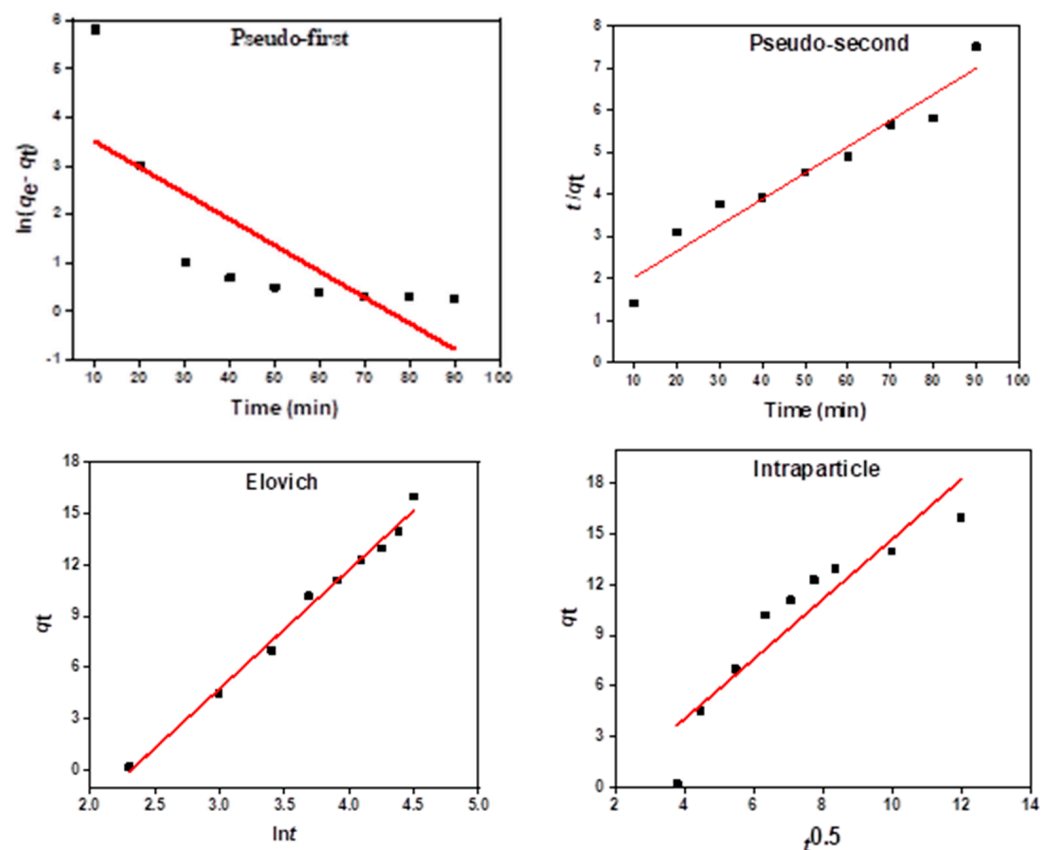 Pseudo-first
ln(qe- qt)
6
5
4
3
2
1
0
-1
10 20 30 40 50 60 70 80 90 100
Time (min)
Pseudo-second
t/qt
8
7
6
5
4
3
2
1
0
10 20 30 40 50 60 70 80 90 100
Time (min)
Elovich
qt
18
15
12
9
6
3
0
2.0 2.5 3.0 3.5 4.0 4.5 5.0
lnt
Intraparticle
qt
18
15
12
9
6
3
0
2 4 6 8 10 12 14
t0.5